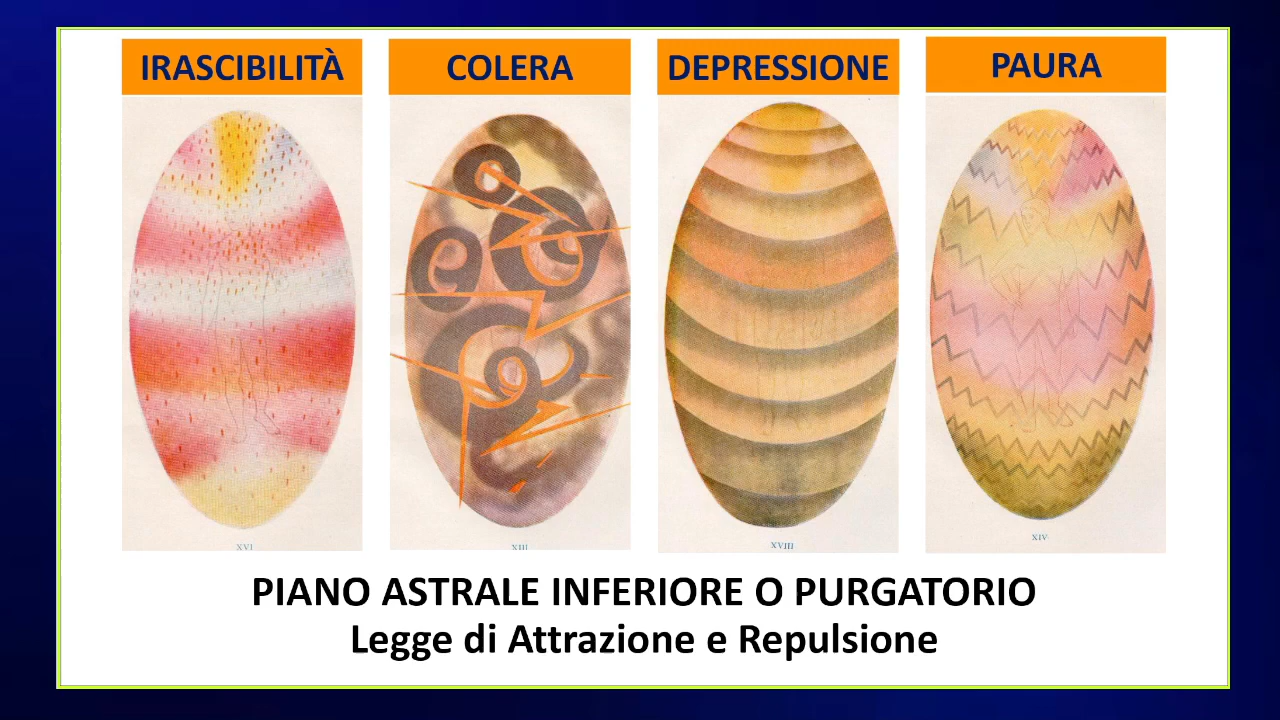 IRASCIBILITÀ
COLERA
DEPRESSIONE
PAURA
XVI
XIII
XVIII
XIV
PIANO ASTRALE INFERIORE O PURGATORIO
Legge di Attrazione e Repulsione